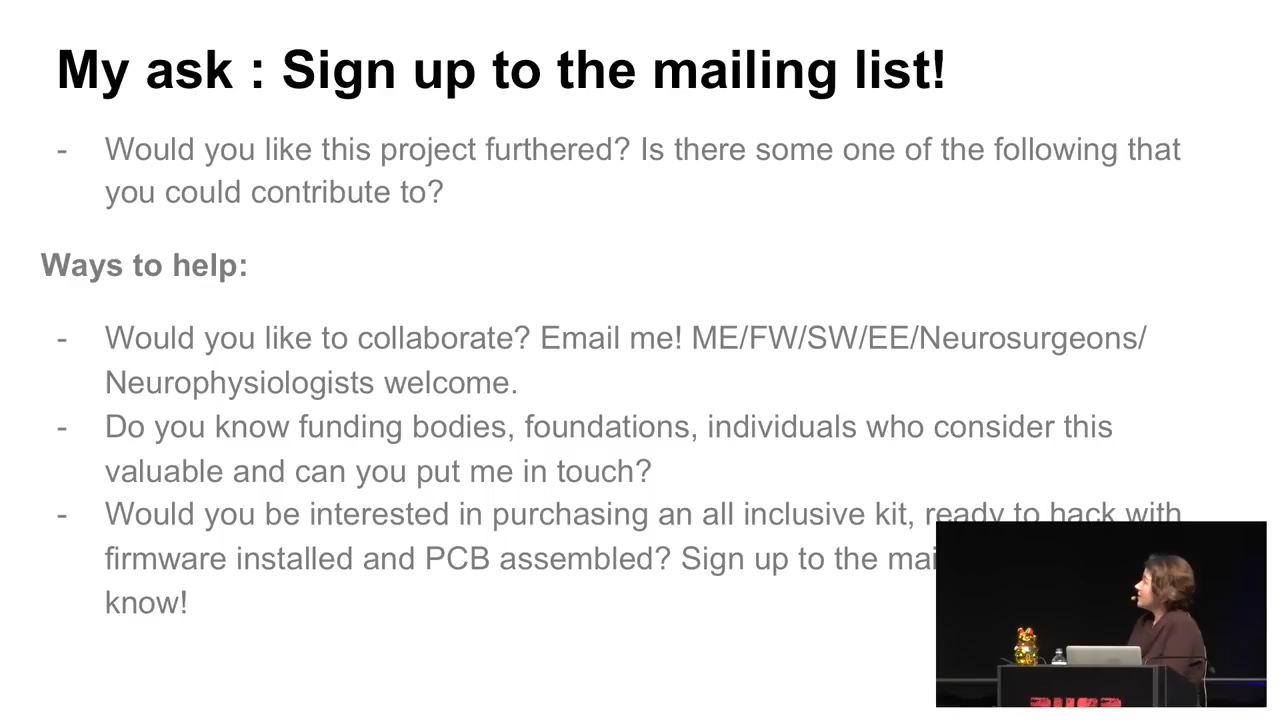 My ask : Sign up to the mailing list!
- Would you like this project furthered? Is there some one of the following that
you could contribute to?
Ways to help:
- Would you like to collaborate? Email me! ME/FW/SW/EE/Neurosurgeons/
Neurophysiologists welcome.
- Do you know funding bodies, foundations, individuals who consider this
valuable and can you put me in touch?
- Would you be interested in purchasing an all inclusive kit, ready to hack with
firmware installed and PCB assembled? Sign up to the
know!